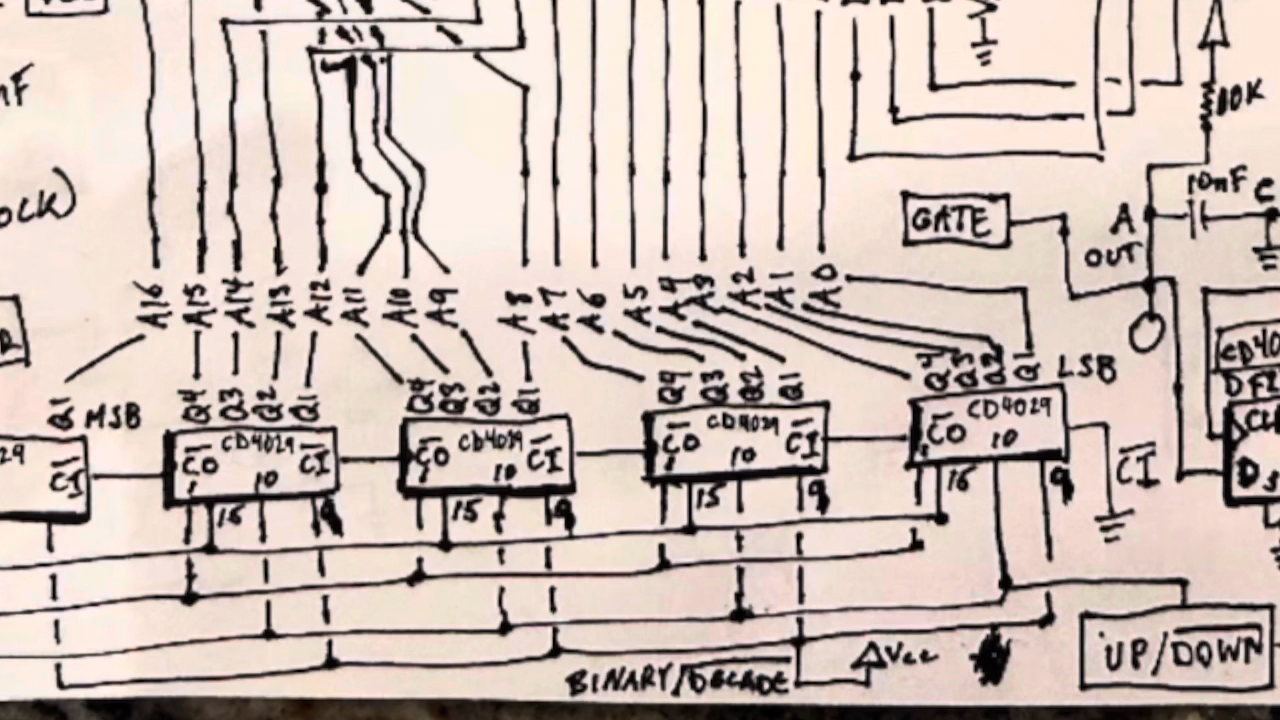 nF
OCK)
10K
10nF C
GATE
A
OUT
A16 A15 A14 A13 A12 A11 A10 A9 A8 A7 A6 A5 A4 A3 A2 A1 A0
Q1 MSB Q4 Q3 Q2 Q1 Q4 Q3 Q2 Q1 Q4 Q3 Q2 Q1 Q4 Q3 Q2 Q1 LSB
29 CI
CO CD4029 10 CI
CO CD4029 10 CI
CO CD4029 10 CI
CO CD4029 10
CI
15 9 15 9 15 9 15 9
CD40
D
BINARY/DECADE
Vcc
UP/DOWN